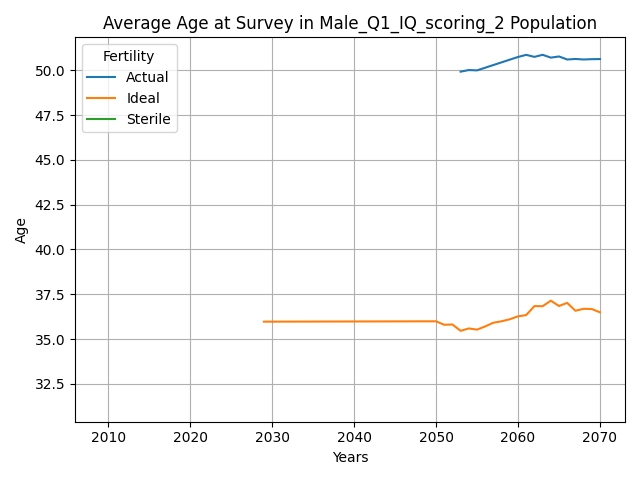 Average Age at Survey in Male_Q1_IQ_scoring_2 Population
Fertility
Actual
Ideal
Sterile
50.0
47.5
45.0
42.5
40.0
37.5
35.0
32.5
Age
2010 2020 2030 2040 2050 2060 2070
Years